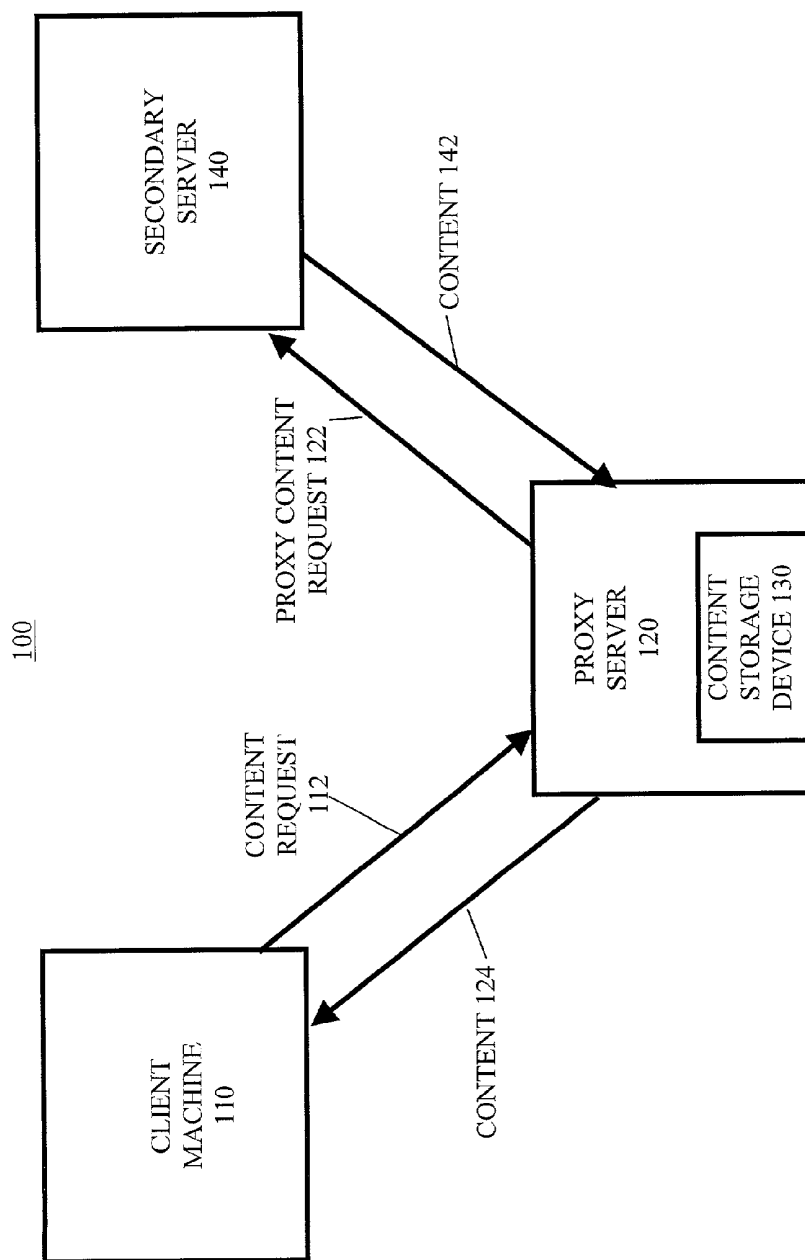 100
CLIENT
MACHINE
110
CONTENT
REQUEST
112
CONTENT 124
PROXY CONTENT
REQUEST 122
SECONDARY
SERVER
140
CONTENT 142
PROXY
SERVER
120
CONTENT
STORAGE
DEVICE 130